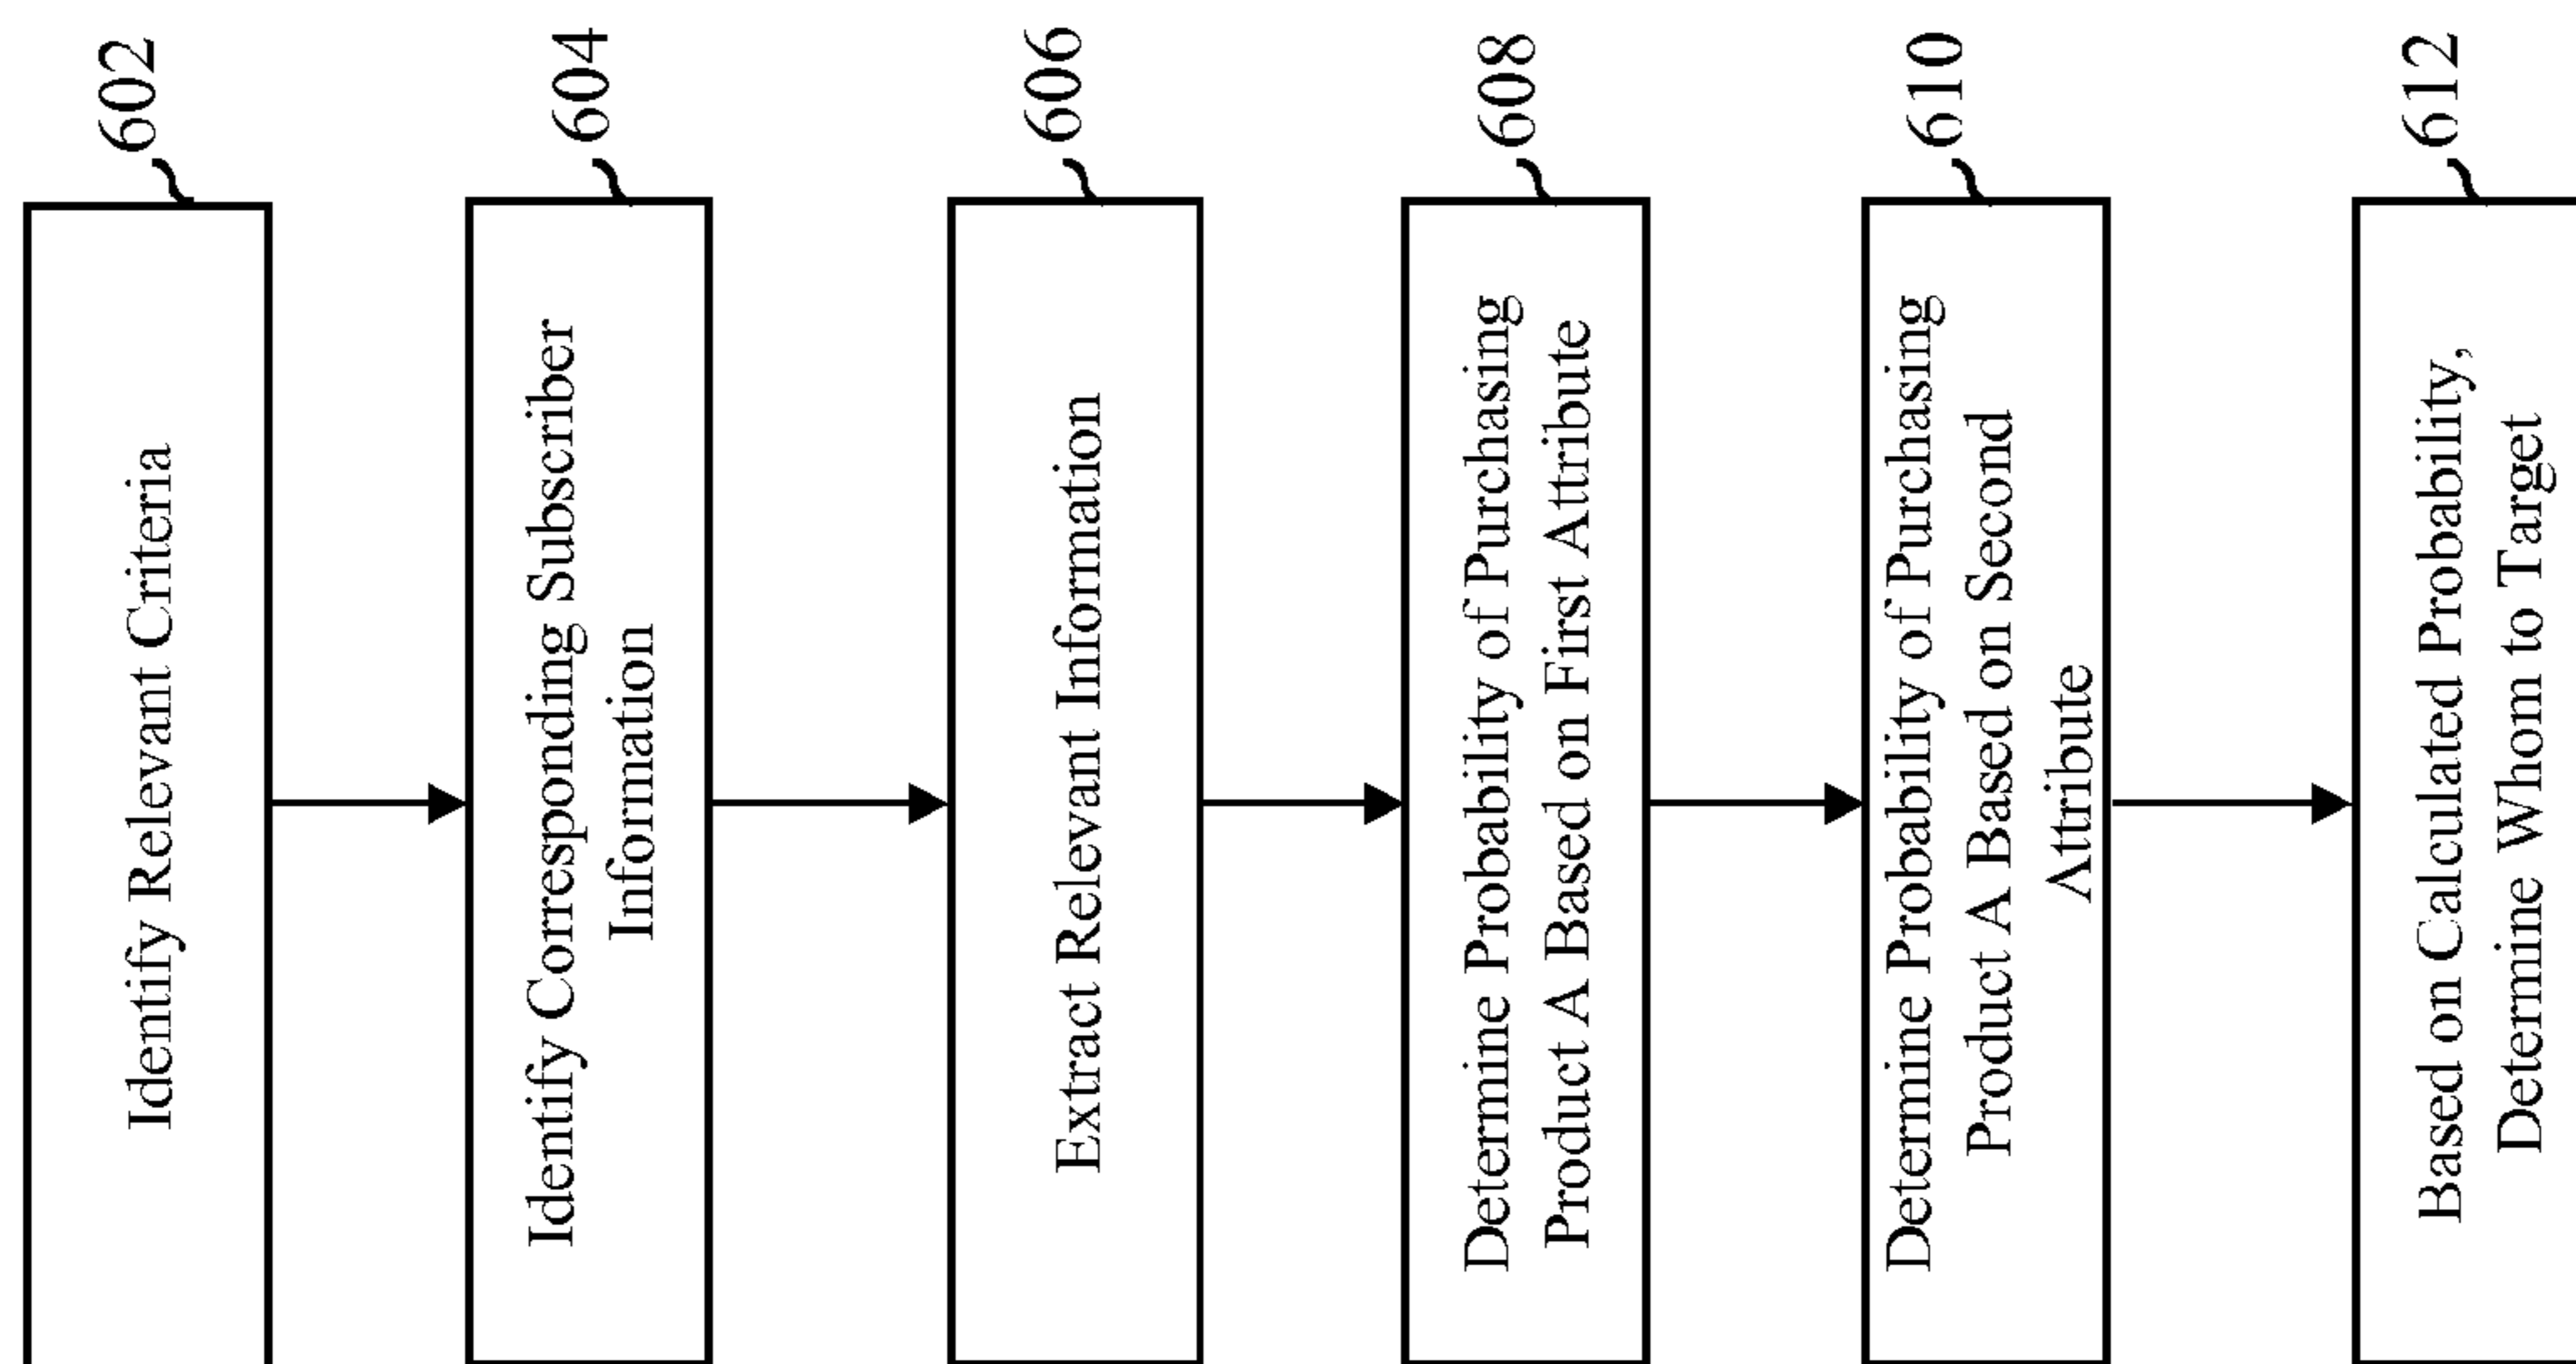 Identify Relevant Criteria
602
Identify Corresponding Subscriber
Information
604
Extract Relevant Information
606
Determine Probability of Purchasing
Product A Based on First Attribute
608
Determine Probability of Purchasing
Product A Based on Second
Attribute
610
Based on Calculated Probability,
Determine Whom to Target
612